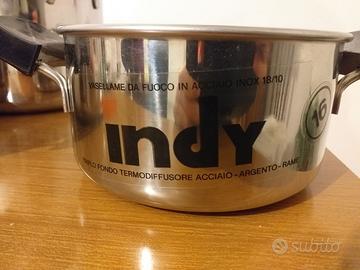 VASELLAME DA FUOCO IN ACCIAIO INOX 18/10
indY
16
TRIPLO FONDO TERMODIFFUSORE ACCIAIO - ARGENTO - RAME
subito